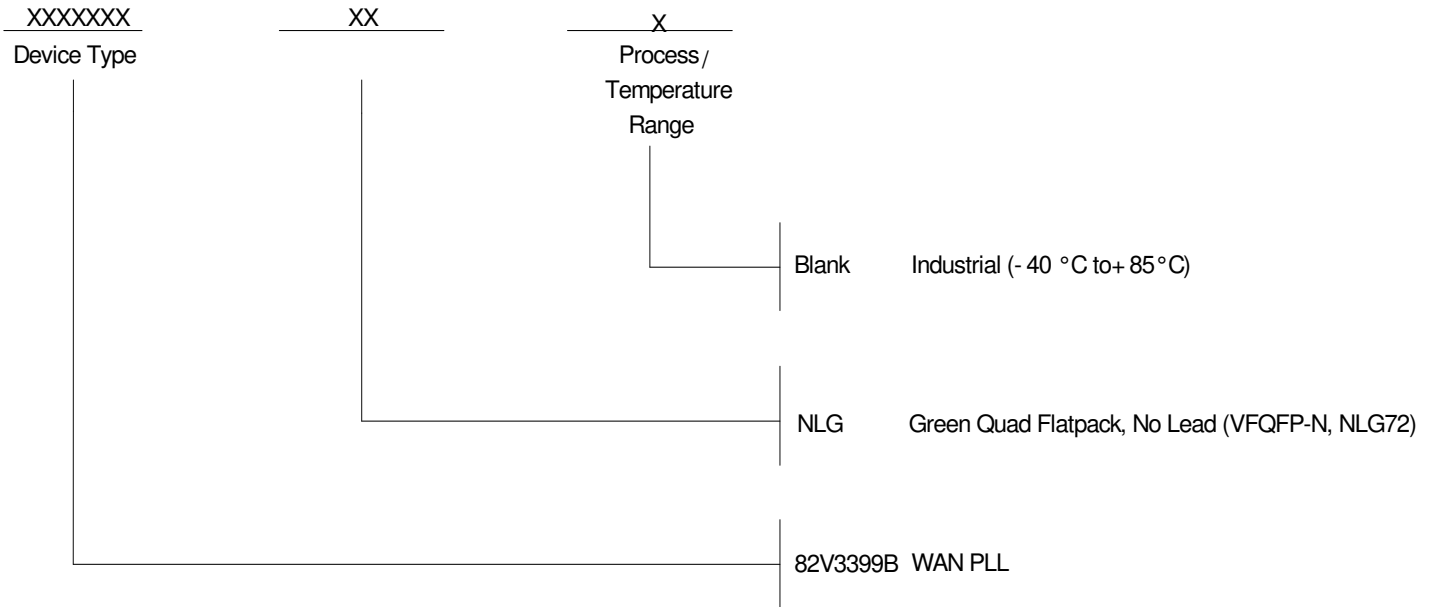 XXXXXXX XX X
Device Type Process/
Temperature
Range
Blank Industrial (- 40 °C to+ 85°C)
NLG Green Quad Flatpack, No Lead (VFQFP-N, NLG72)
82V3399B WAN PLL